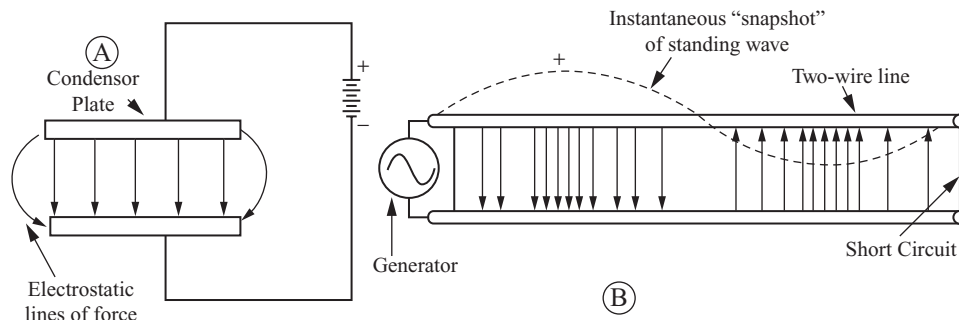 A
Condensor
Plate
+
−
Electrostatic
lines of force
Instantaneous “snapshot”
of standing wave
+
Two-wire line
Generator
Short Circuit
B